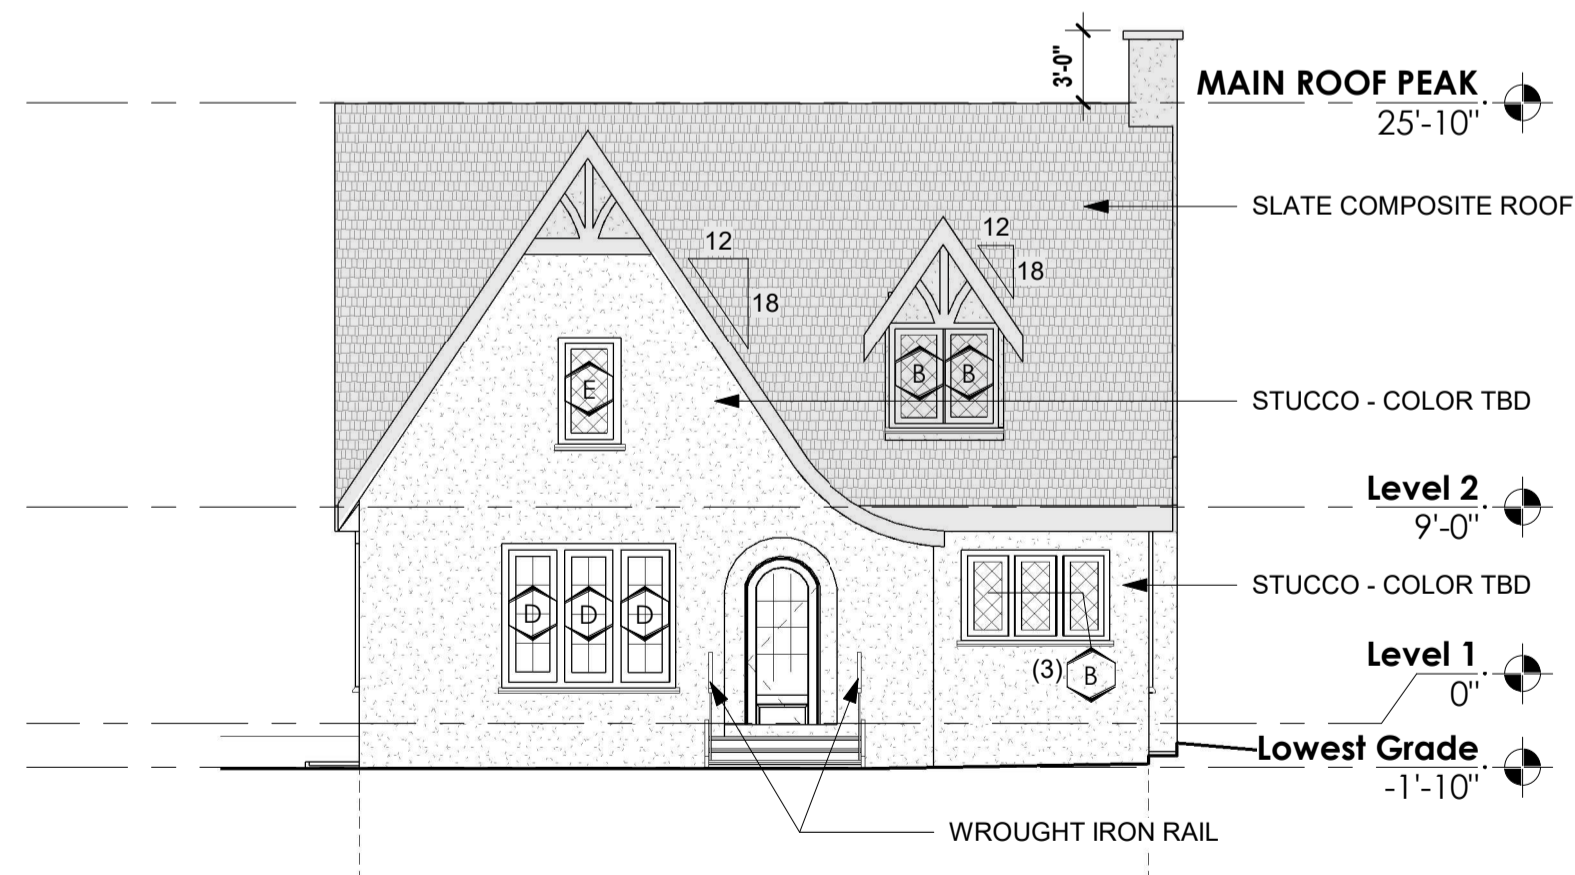 3'-0"
MAIN ROOF PEAK
25'-10"
SLATE COMPOSITE ROOF
12
18
12
18
B B
E
STUCCO - COLOR TBD
Level 2
9'-0"
STUCCO - COLOR TBD
D D D
Level 1
0"
(3) B
Lowest Grade
-1'-10"
WROUGHT IRON RAIL